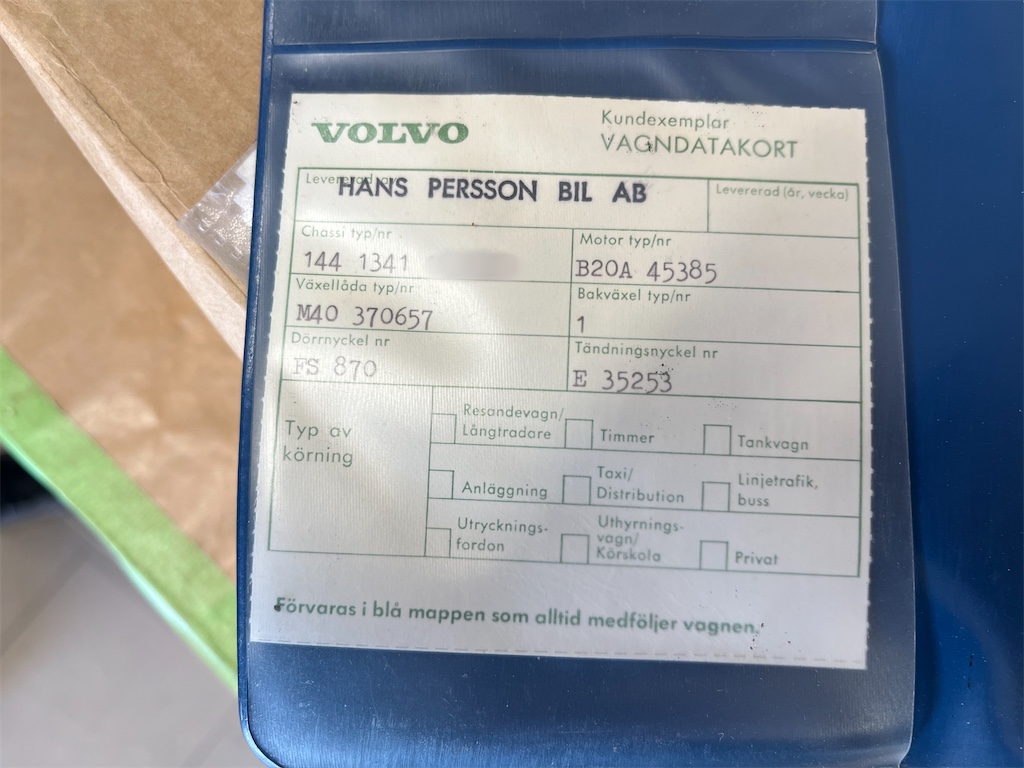 VOLVO
Kundexemplar
VAGNDATAKORT
Levererad av
HANS PERSSON BIL AB
Levererad (år, vecka)
Chassi typ/nr
144 1341
Motor typ/nr
B20A 45385
Växellåda typ/nr
M40 370657
Bakväxel typ/nr
1
Dörrnyckel nr
FS 870
Tändningsnyckel nr
E 35253
Typ av
körning
Resandevagn/
Långtradare
Timmer
Tankvagn
Anläggning
Taxi/
Distribution
Linjetrafik,
buss
Utrycknings-
fordon
Uthyrnings-
vagn/
Körskola
Privat
Förvaras i blå mappen som alltid medföljer vagnen.